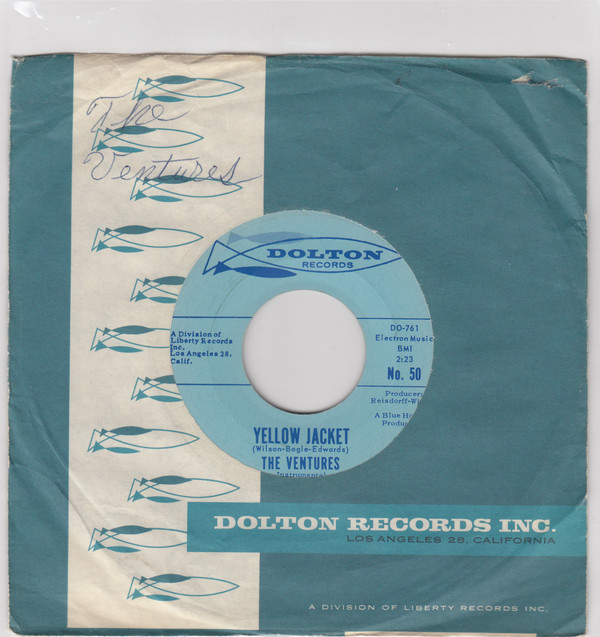 The
Ventures
DOLTON
RECORDS
A Division of
Liberty Records
Inc.
Los Angeles 28,
Calif.
DO-761
Electron Music
BMI
2:23
No. 50
Producer:
A Blue
YELLOW JACKET
(Wilson-Bogle-Edwards)
THE VENTURES
Instrumental
DOLTON RECORDS INC.
LOS ANGELES 28, CALIFORNIA
A DIVISION OF LIBERTY RECORDS INC.